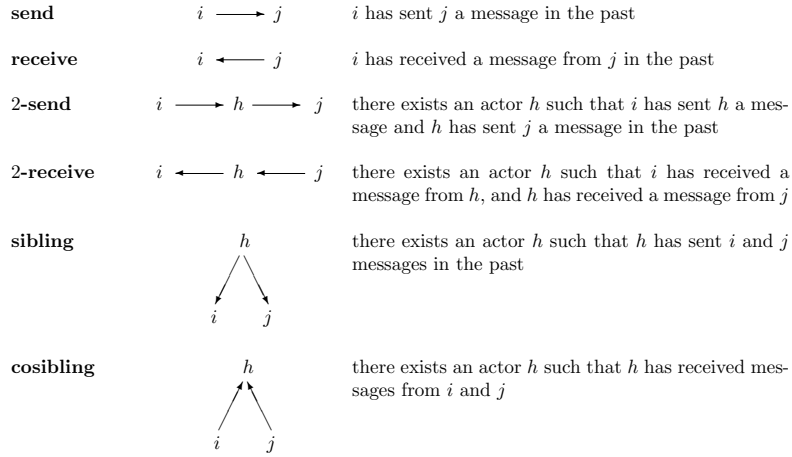 send i j i has sent j a message in the past
receive i j i has received a message from j in the past
2-send i h j there exists an actor h such that i has sent h a mes-
sage and h has sent j a message in the past
2-receive i h j there exists an actor h such that i has received a
message from h, and h has received a message from j
sibling h there exists an actor h such that h has sent i and j
messages in the past
i j
cosibling h there exists an actor h such that h has received mes-
sages from i and j
i j